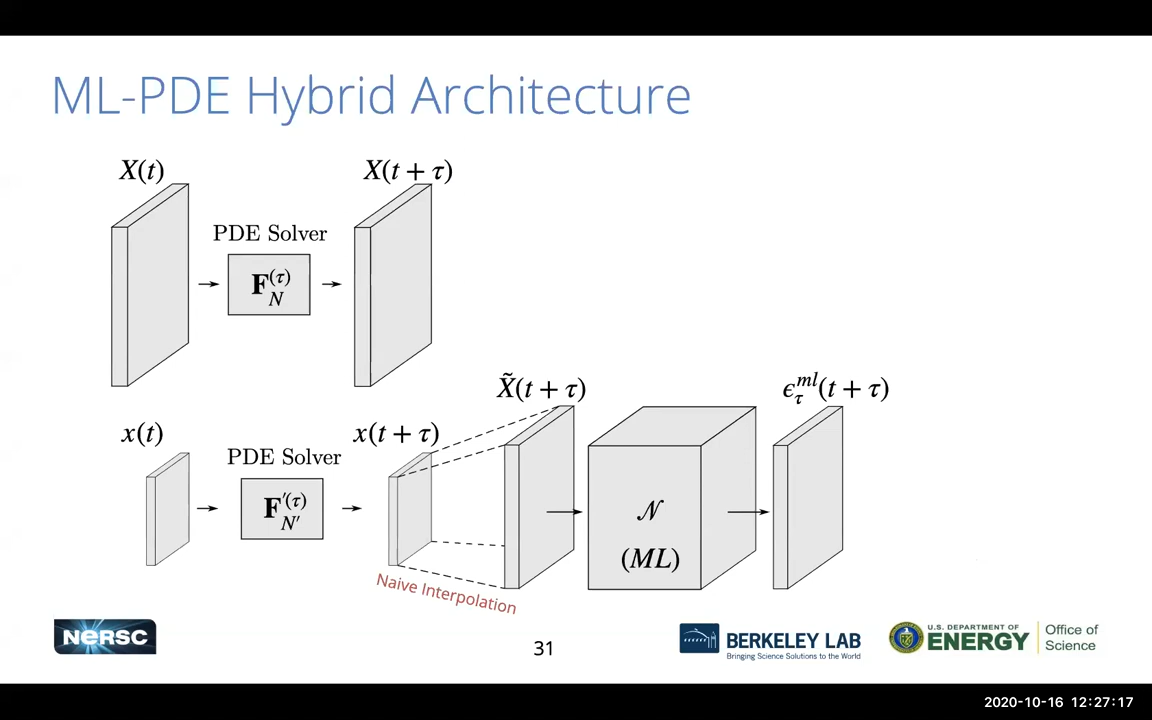 ML-PDE Hybrid Architecture
X(t)
X(t + τ)
PDE Solver
F_N^(τ)
X̃(t + τ)
ϵ_τ^ml(t + τ)
x(t)
x(t + τ)
PDE Solver
F′_N′^(τ)
𝒩
(ML)
Naive Interpolation
NERSC
31
BERKELEY LAB
Bringing Science Solutions to the World
U.S. DEPARTMENT OF
ENERGY
Office of
Science
2020-10-16 12:27:17